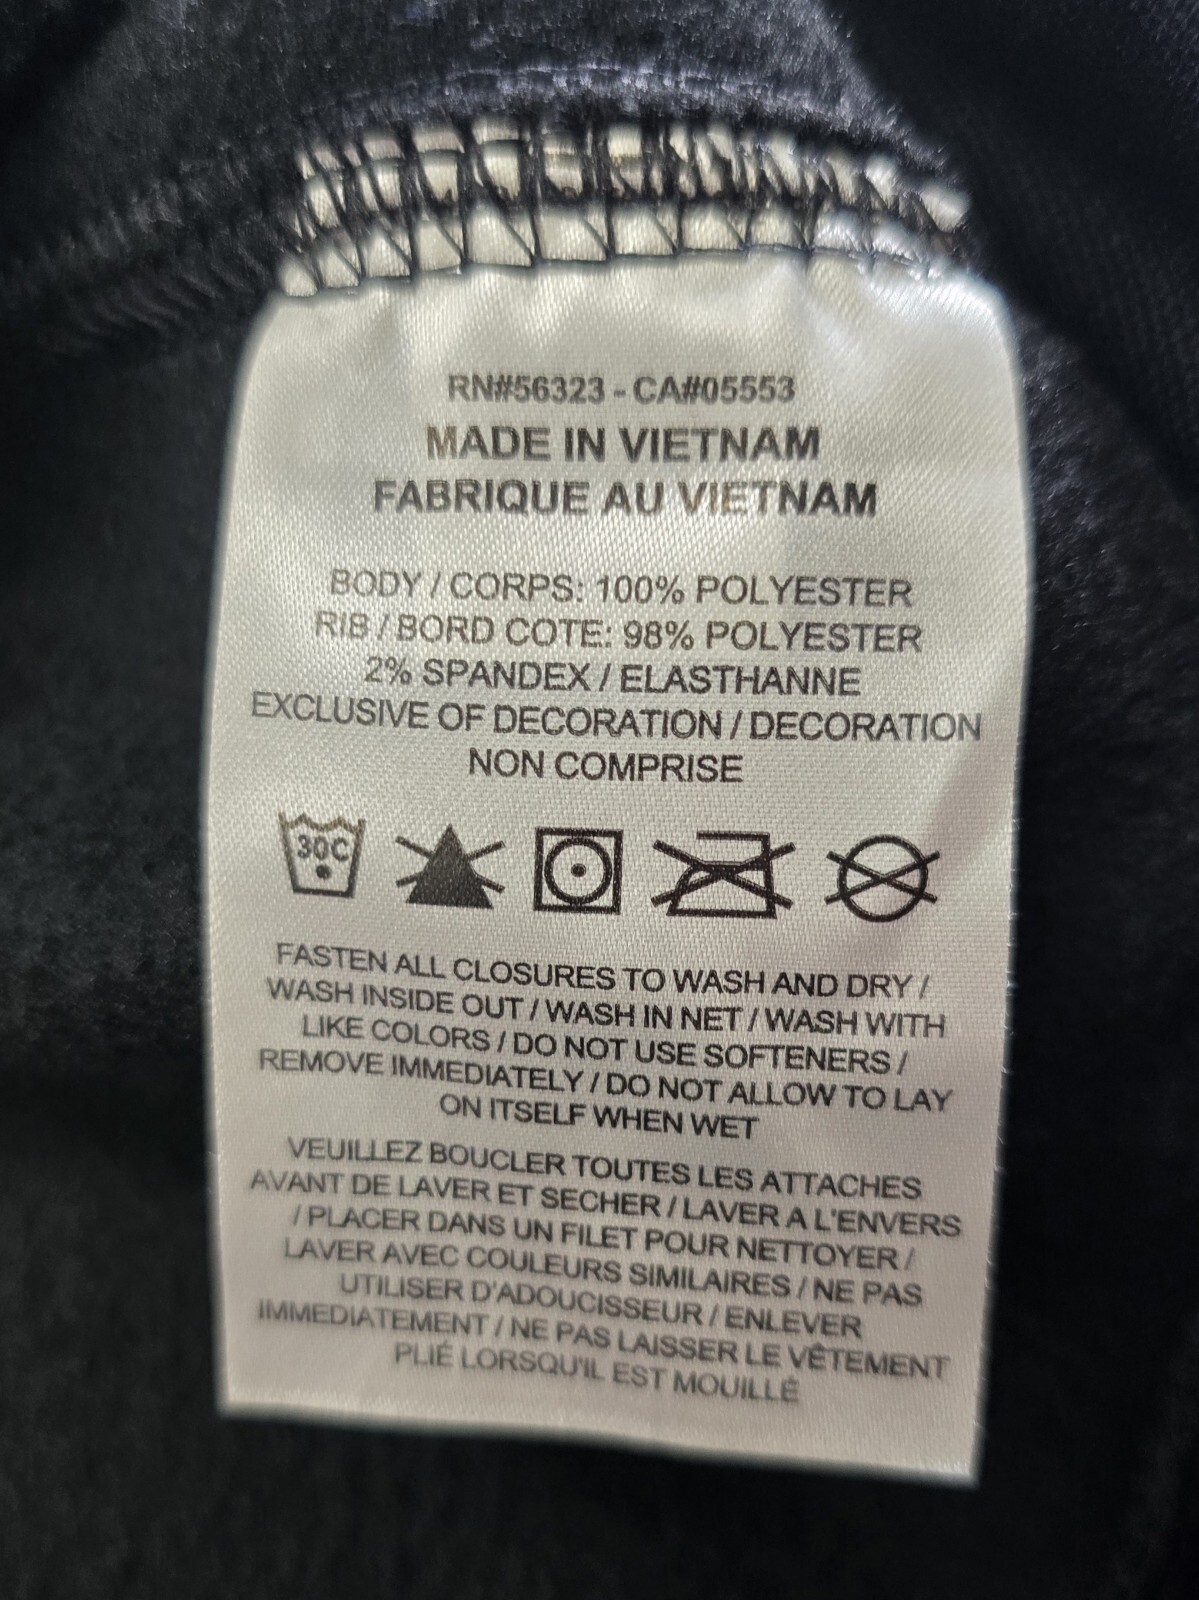 RN#56323 - CA#05553
MADE IN VIETNAM
FABRIQUE AU VIETNAM
BODY / CORPS: 100% POLYESTER
RIB / BORD COTE: 98% POLYESTER
2% SPANDEX / ELASTHANNE
EXCLUSIVE OF DECORATION / DECORATION
NON COMPRISE
30C
FASTEN ALL CLOSURES TO WASH AND DRY /
WASH INSIDE OUT / WASH IN NET / WASH WITH
LIKE COLORS / DO NOT USE SOFTENERS /
REMOVE IMMEDIATELY / DO NOT ALLOW TO LAY
ON ITSELF WHEN WET
VEUILLEZ BOUCLER TOUTES LES ATTACHES
AVANT DE LAVER ET SECHER / LAVER A L'ENVERS
/ PLACER DANS UN FILET POUR NETTOYER /
LAVER AVEC COULEURS SIMILAIRES / NE PAS
UTILISER D'ADOUCISSEUR / ENLEVER
IMMEDIATEMENT / NE PAS LAISSER LE VÊTEMENT
PLIÉ LORSQU'IL EST MOUILLÉ